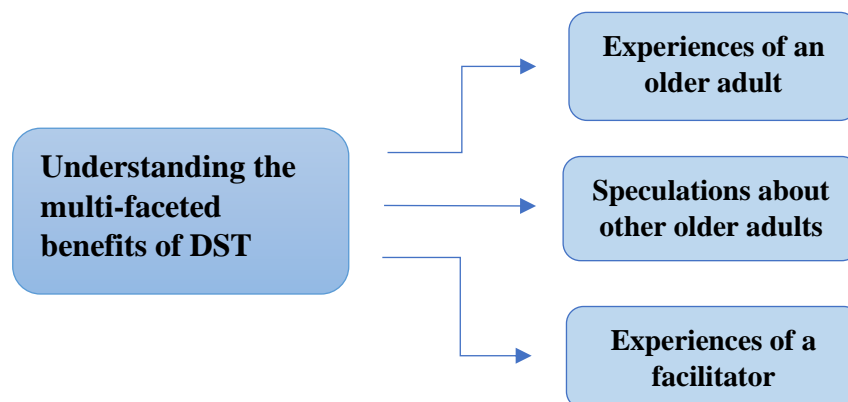 Understanding the
multi-faceted
benefits of DST
Experiences of an
older adult
Speculations about
other older adults
Experiences of a
facilitator